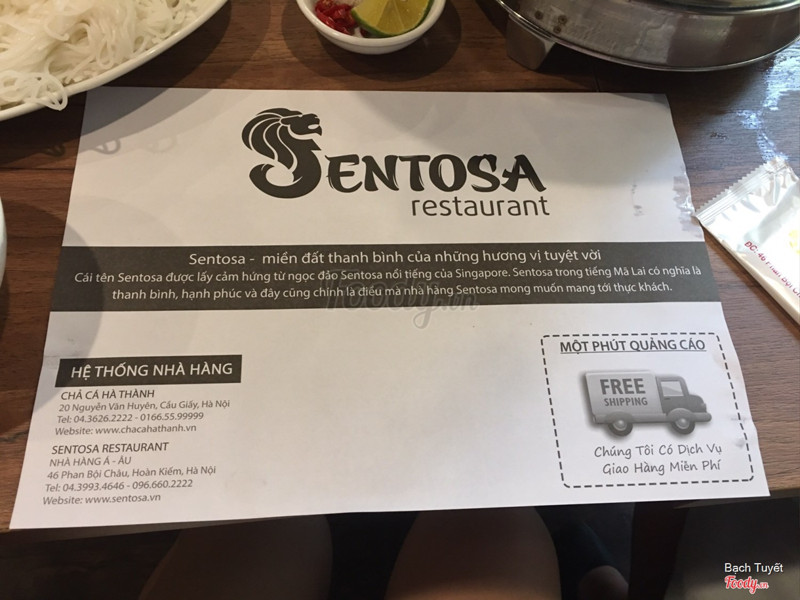 SENTOSA
restaurant
Sentosa - miền đất thanh bình của những hương vị tuyệt vời
Cái tên Sentosa được lấy cảm hứng từ ngọc đảo Sentosa nổi tiếng của Singapore. Sentosa trong tiếng Mã Lai có nghĩa là
thanh bình, hạnh phúc và đây cũng chính là điều mà nhà hàng Sentosa mong muốn mang tới thực khách.
Foody.vn
HỆ THỐNG NHÀ HÀNG
CHẢ CÁ HÀ THÀNH
20 Nguyễn Văn Huyên, Cầu Giấy, Hà Nội
Tel: 04.3626.2222 - 0166.55.99999
Website: www.chacahathanh.vn
SENTOSA RESTAURANT
NHÀ HÀNG Á - ÂU
46 Phan Bội Châu, Hoàn Kiếm, Hà Nội
Tel: 04.3993.4646 - 096.660.2222
Website: www.sentosa.vn
MỘT PHÚT QUẢNG CÁO
FREE
SHIPPING
Chúng Tôi Có Dịch Vụ
Giao Hàng Miễn Phí
ĐC: 46 Phan Bội
Bạch Tuyết
Foody.vn